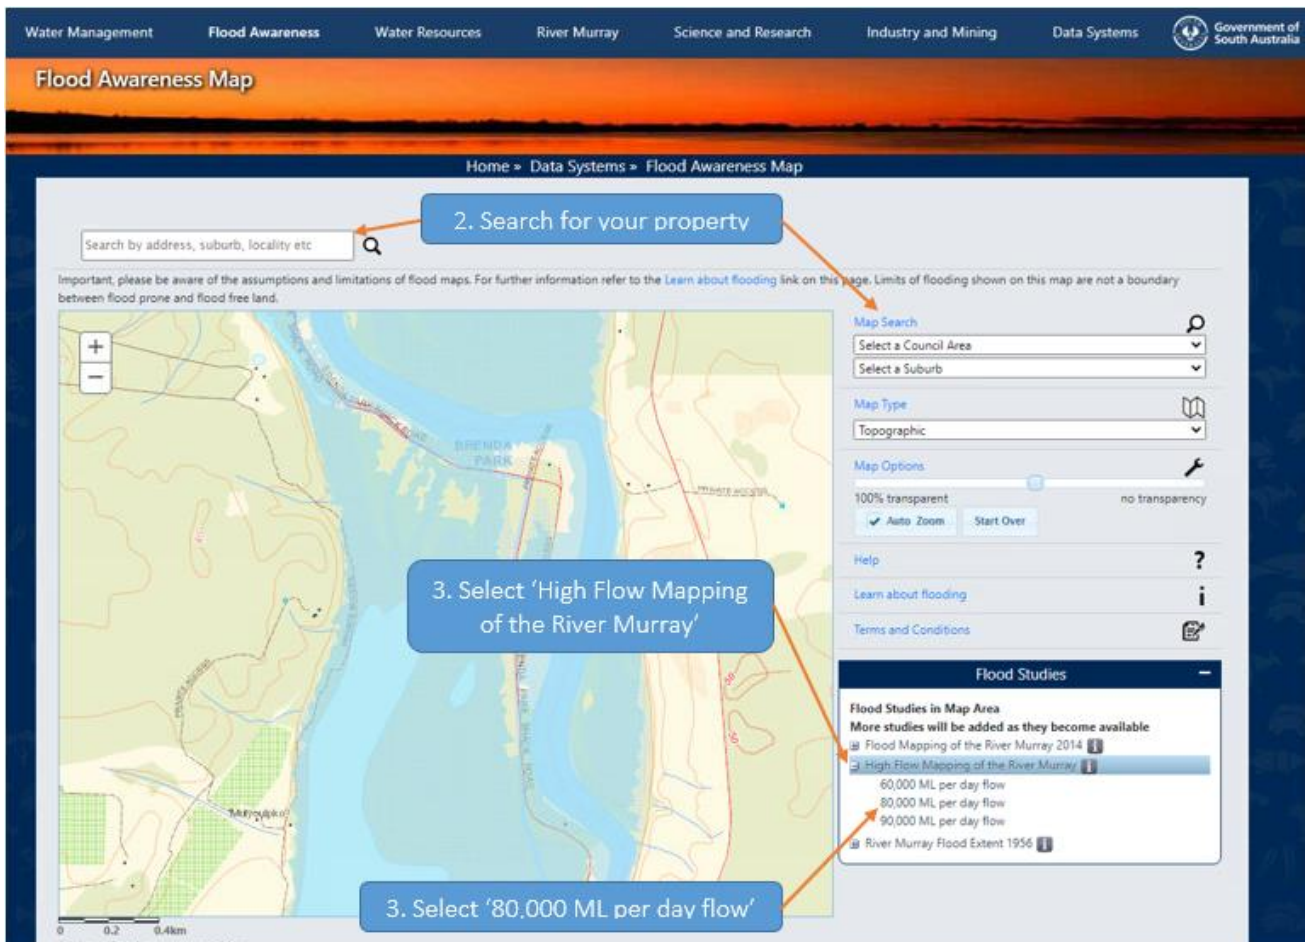 Water Management
Flood Awareness
Water Resources
River Murray
Science and Research
Industry and Mining
Data Systems
Government of
South Australia
Flood Awareness Map
Home » Data Systems » Flood Awareness Map
2. Search for your property
Search by address, suburb, locality etc
Important, please be aware of the assumptions and limitations of flood maps. For further information refer to the Learn about flooding link on this page. Limits of flooding shown on this map are not a boundary
between flood prone and flood free land.
+
−
BRENDA
PARK
PRIVATE ACCESS
PRIVATE ACCESS
PRIVATE ACCESS
50
50
Map Search
Select a Council Area
Select a Suburb
Map Type
Topographic
Map Options
100% transparent
no transparency
Auto Zoom
Start Over
Help
?
Learn about flooding
i
Terms and Conditions
3. Select ‘High Flow Mapping
of the River Murray’
Flood Studies
−
Flood Studies in Map Area
More studies will be added as they become available
Flood Mapping of the River Murray 2014 i
High Flow Mapping of the River Murray i
60,000 ML per day flow
80,000 ML per day flow
90,000 ML per day flow
River Murray Flood Extent 1956 i
3. Select ‘80,000 ML per day flow’
0 0.2 0.4km